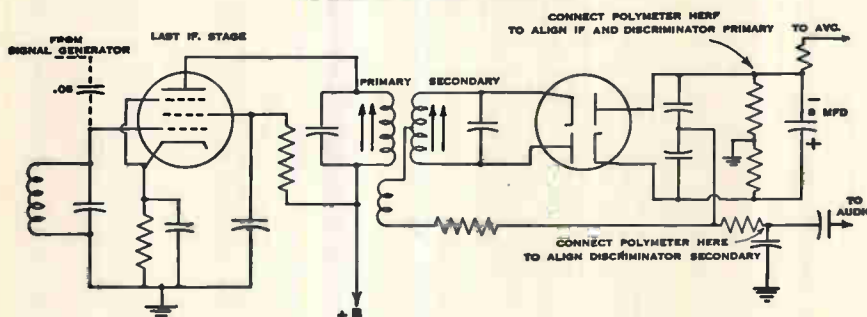 CONNECT POLYMETER HERE
TO ALIGN IF AND DISCRIMINATOR PRIMARY
TO AVC.
FROM
SIGNAL GENERATOR
LAST IF. STAGE
.05
PRIMARY
SECONDARY
–
8 MFD
+
TO
AUDIO
CONNECT POLYMETER HERE
TO ALIGN DISCRIMINATOR SECONDARY
+ B